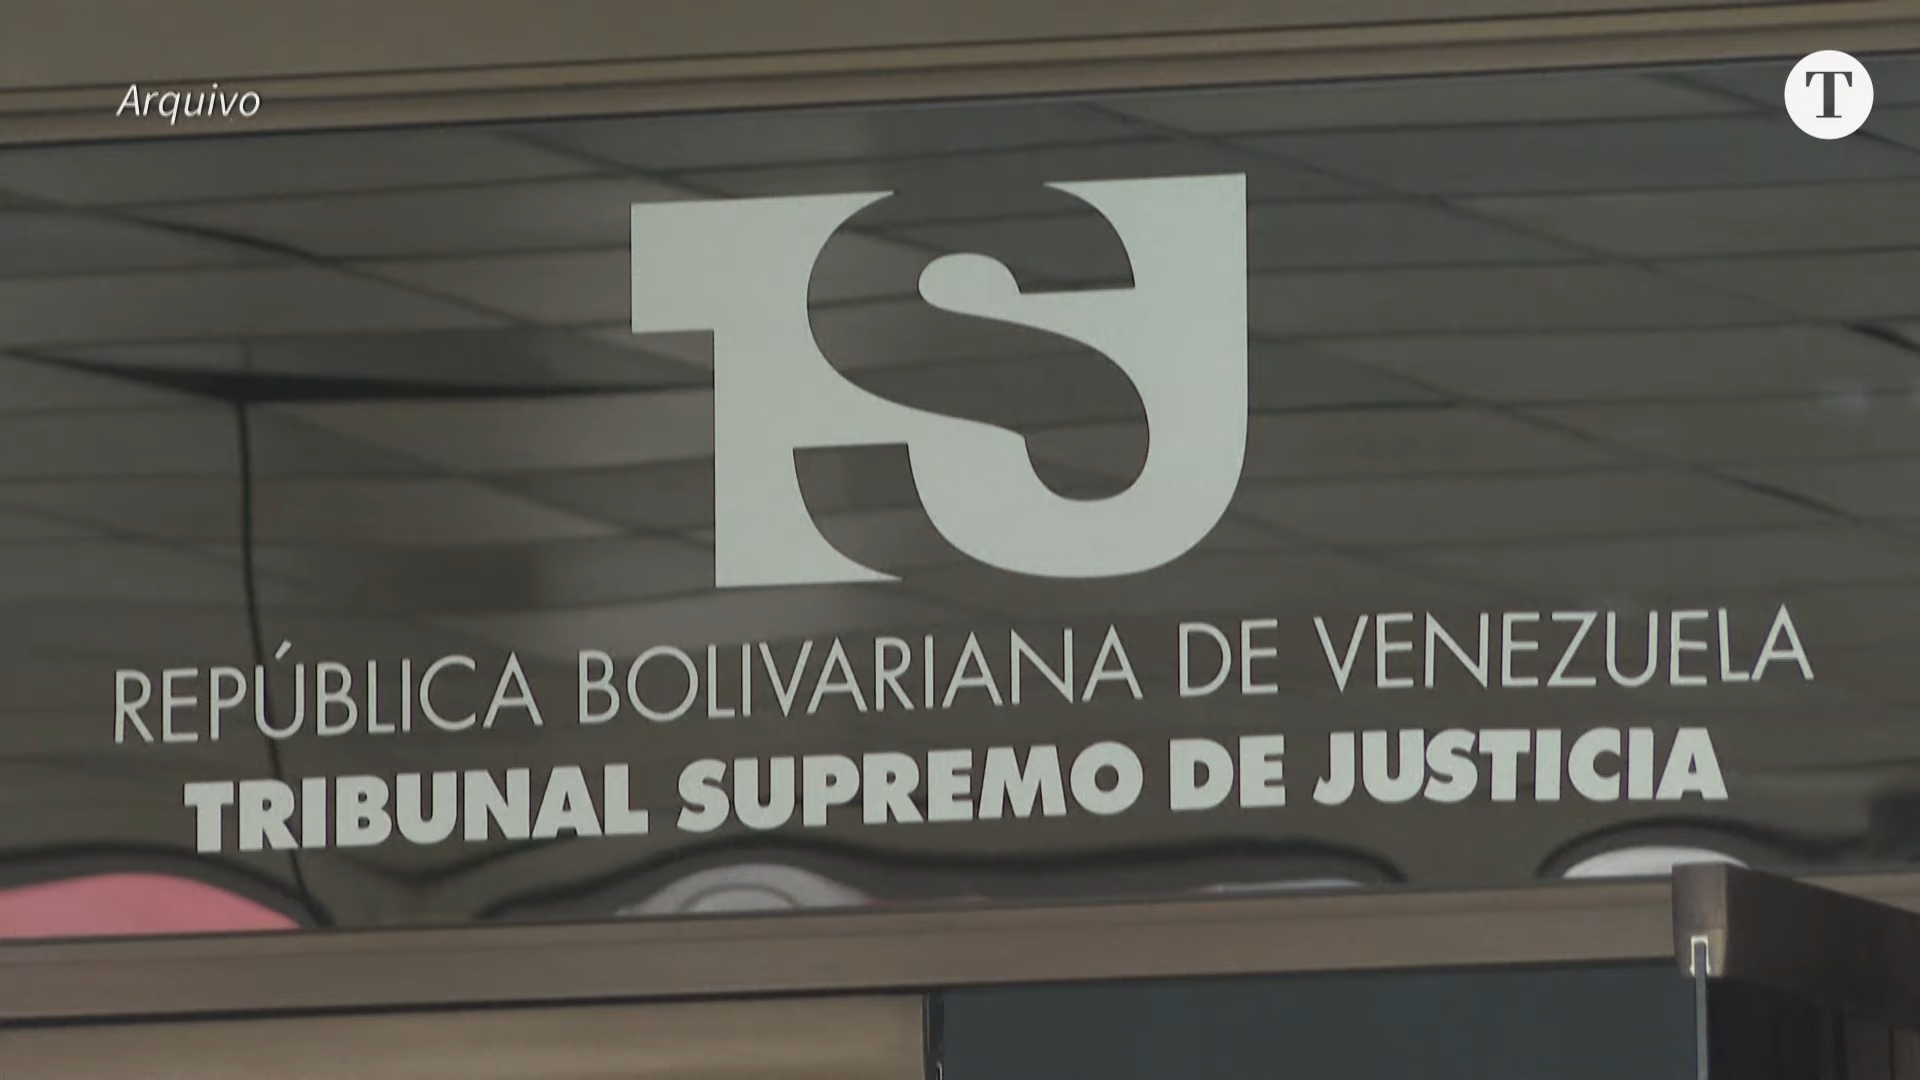 Arquivo
T
TSJ
REPÚBLICA BOLIVARIANA DE VENEZUELA
TRIBUNAL SUPREMO DE JUSTICIA